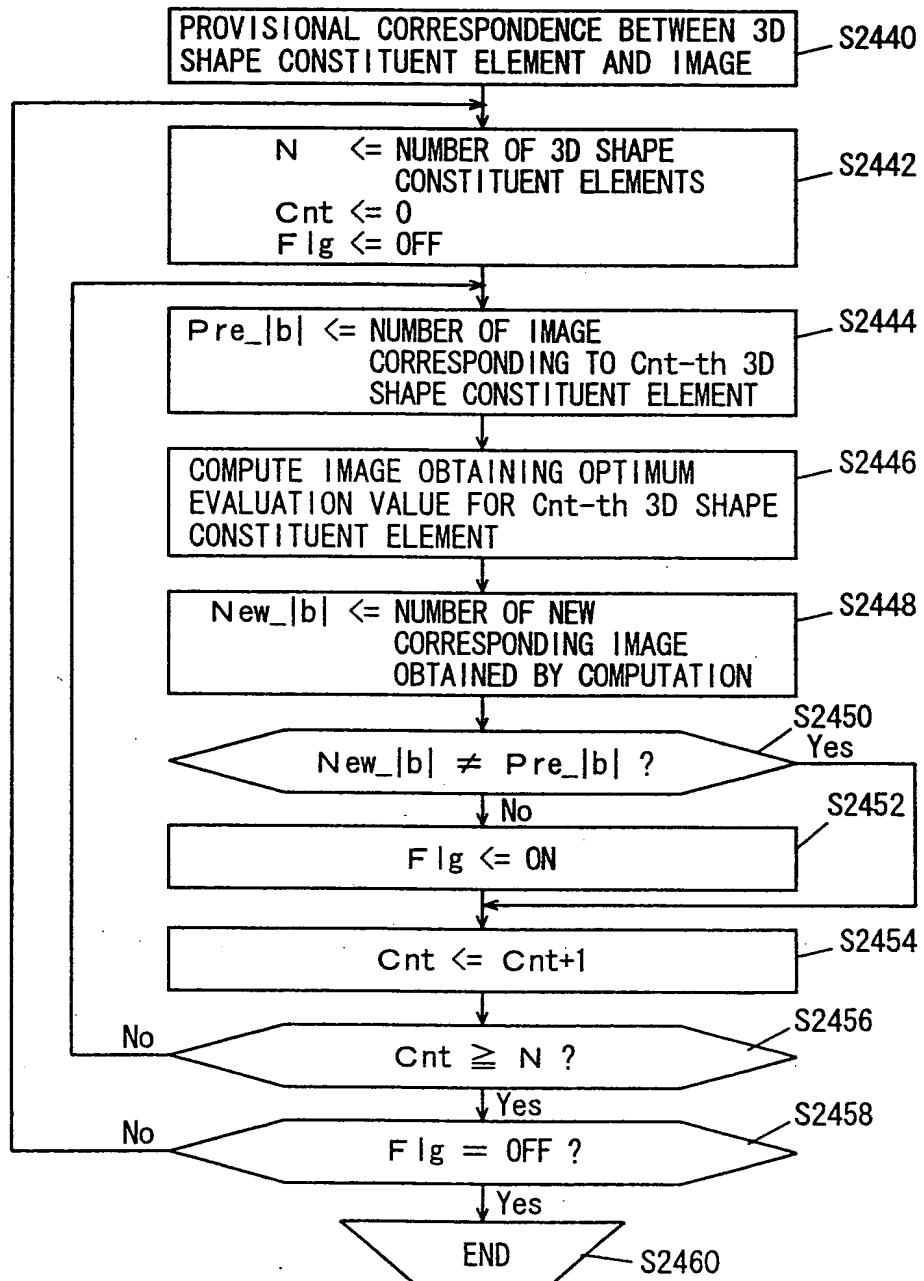 PROVISIONAL CORRESPONDENCE BETWEEN 3D
SHAPE CONSTITUENT ELEMENT AND IMAGE
S2440
N <= NUMBER OF 3D SHAPE
CONSTITUENT ELEMENTS
Cnt <= 0
Flg <= OFF
S2442
Pre_|b| <= NUMBER OF IMAGE
CORRESPONDING TO Cnt-th 3D
SHAPE CONSTITUENT ELEMENT
S2444
COMPUTE IMAGE OBTAINING OPTIMUM
EVALUATION VALUE FOR Cnt-th 3D SHAPE
CONSTITUENT ELEMENT
S2446
New_|b| <= NUMBER OF NEW
CORRESPONDING IMAGE
OBTAINED BY COMPUTATION
S2448
S2450
New_|b| ≠ Pre_|b| ?
Yes
No
S2452
Flg <= ON
Cnt <= Cnt+1
S2454
S2456
No
Cnt ≧ N ?
Yes
S2458
No
Flg = OFF ?
Yes
END
S2460